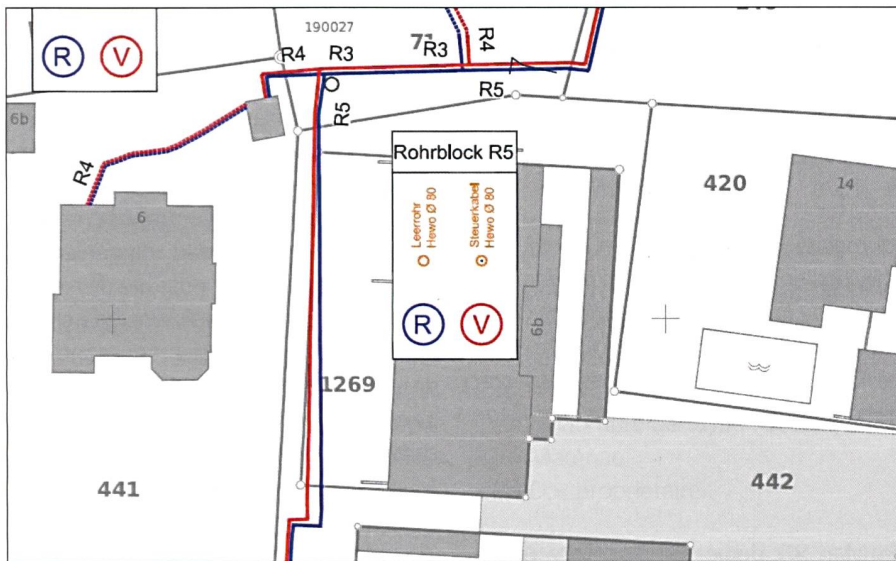 190027
R V
R4 R3
71
R3 R4
R5
R5
6b
R4
Rohrblock R5
Leerrohr
Hewo Ø 80
Steuerkabel
Hewo Ø 80
R V
6
420
14
6b
1269
441
442